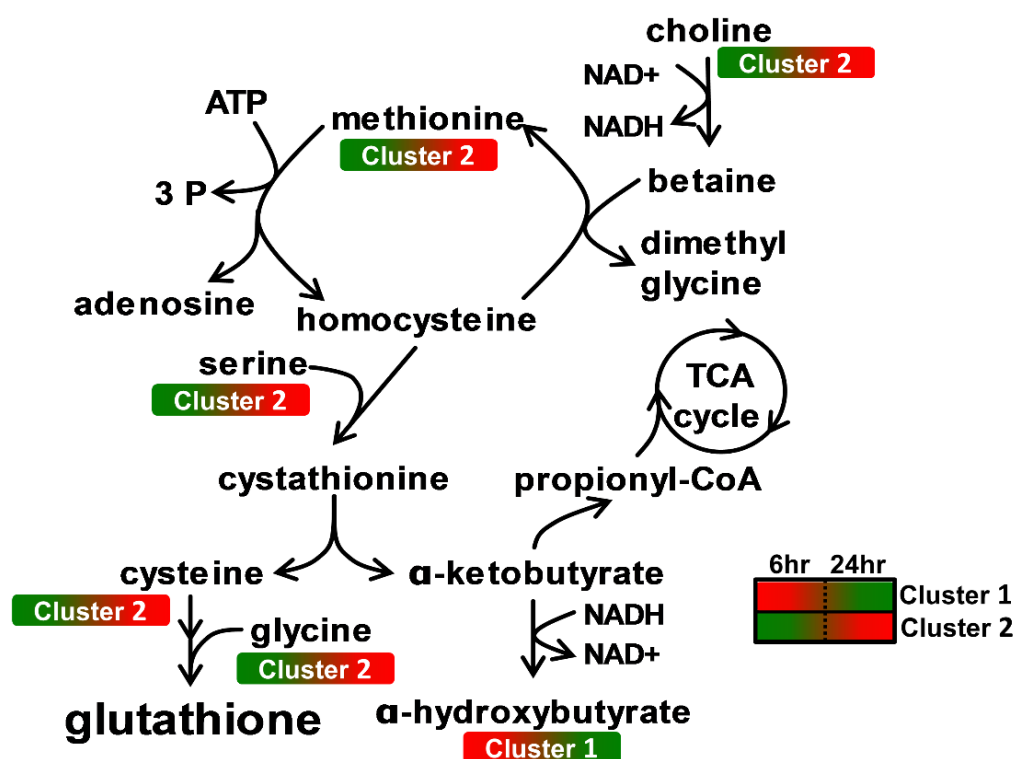 choline
Cluster 2
NAD+
NADH
ATP
methionine
Cluster 2
3 P
betaine
dimethyl
glycine
adenosine
homocysteine
serine
Cluster 2
TCA
cycle
cystathionine
propionyl-CoA
cysteine
Cluster 2
α-ketobutyrate
6hr 24hr
Cluster 1
Cluster 2
glycine
Cluster 2
NADH
NAD+
glutathione
α-hydroxybutyrate
Cluster 1